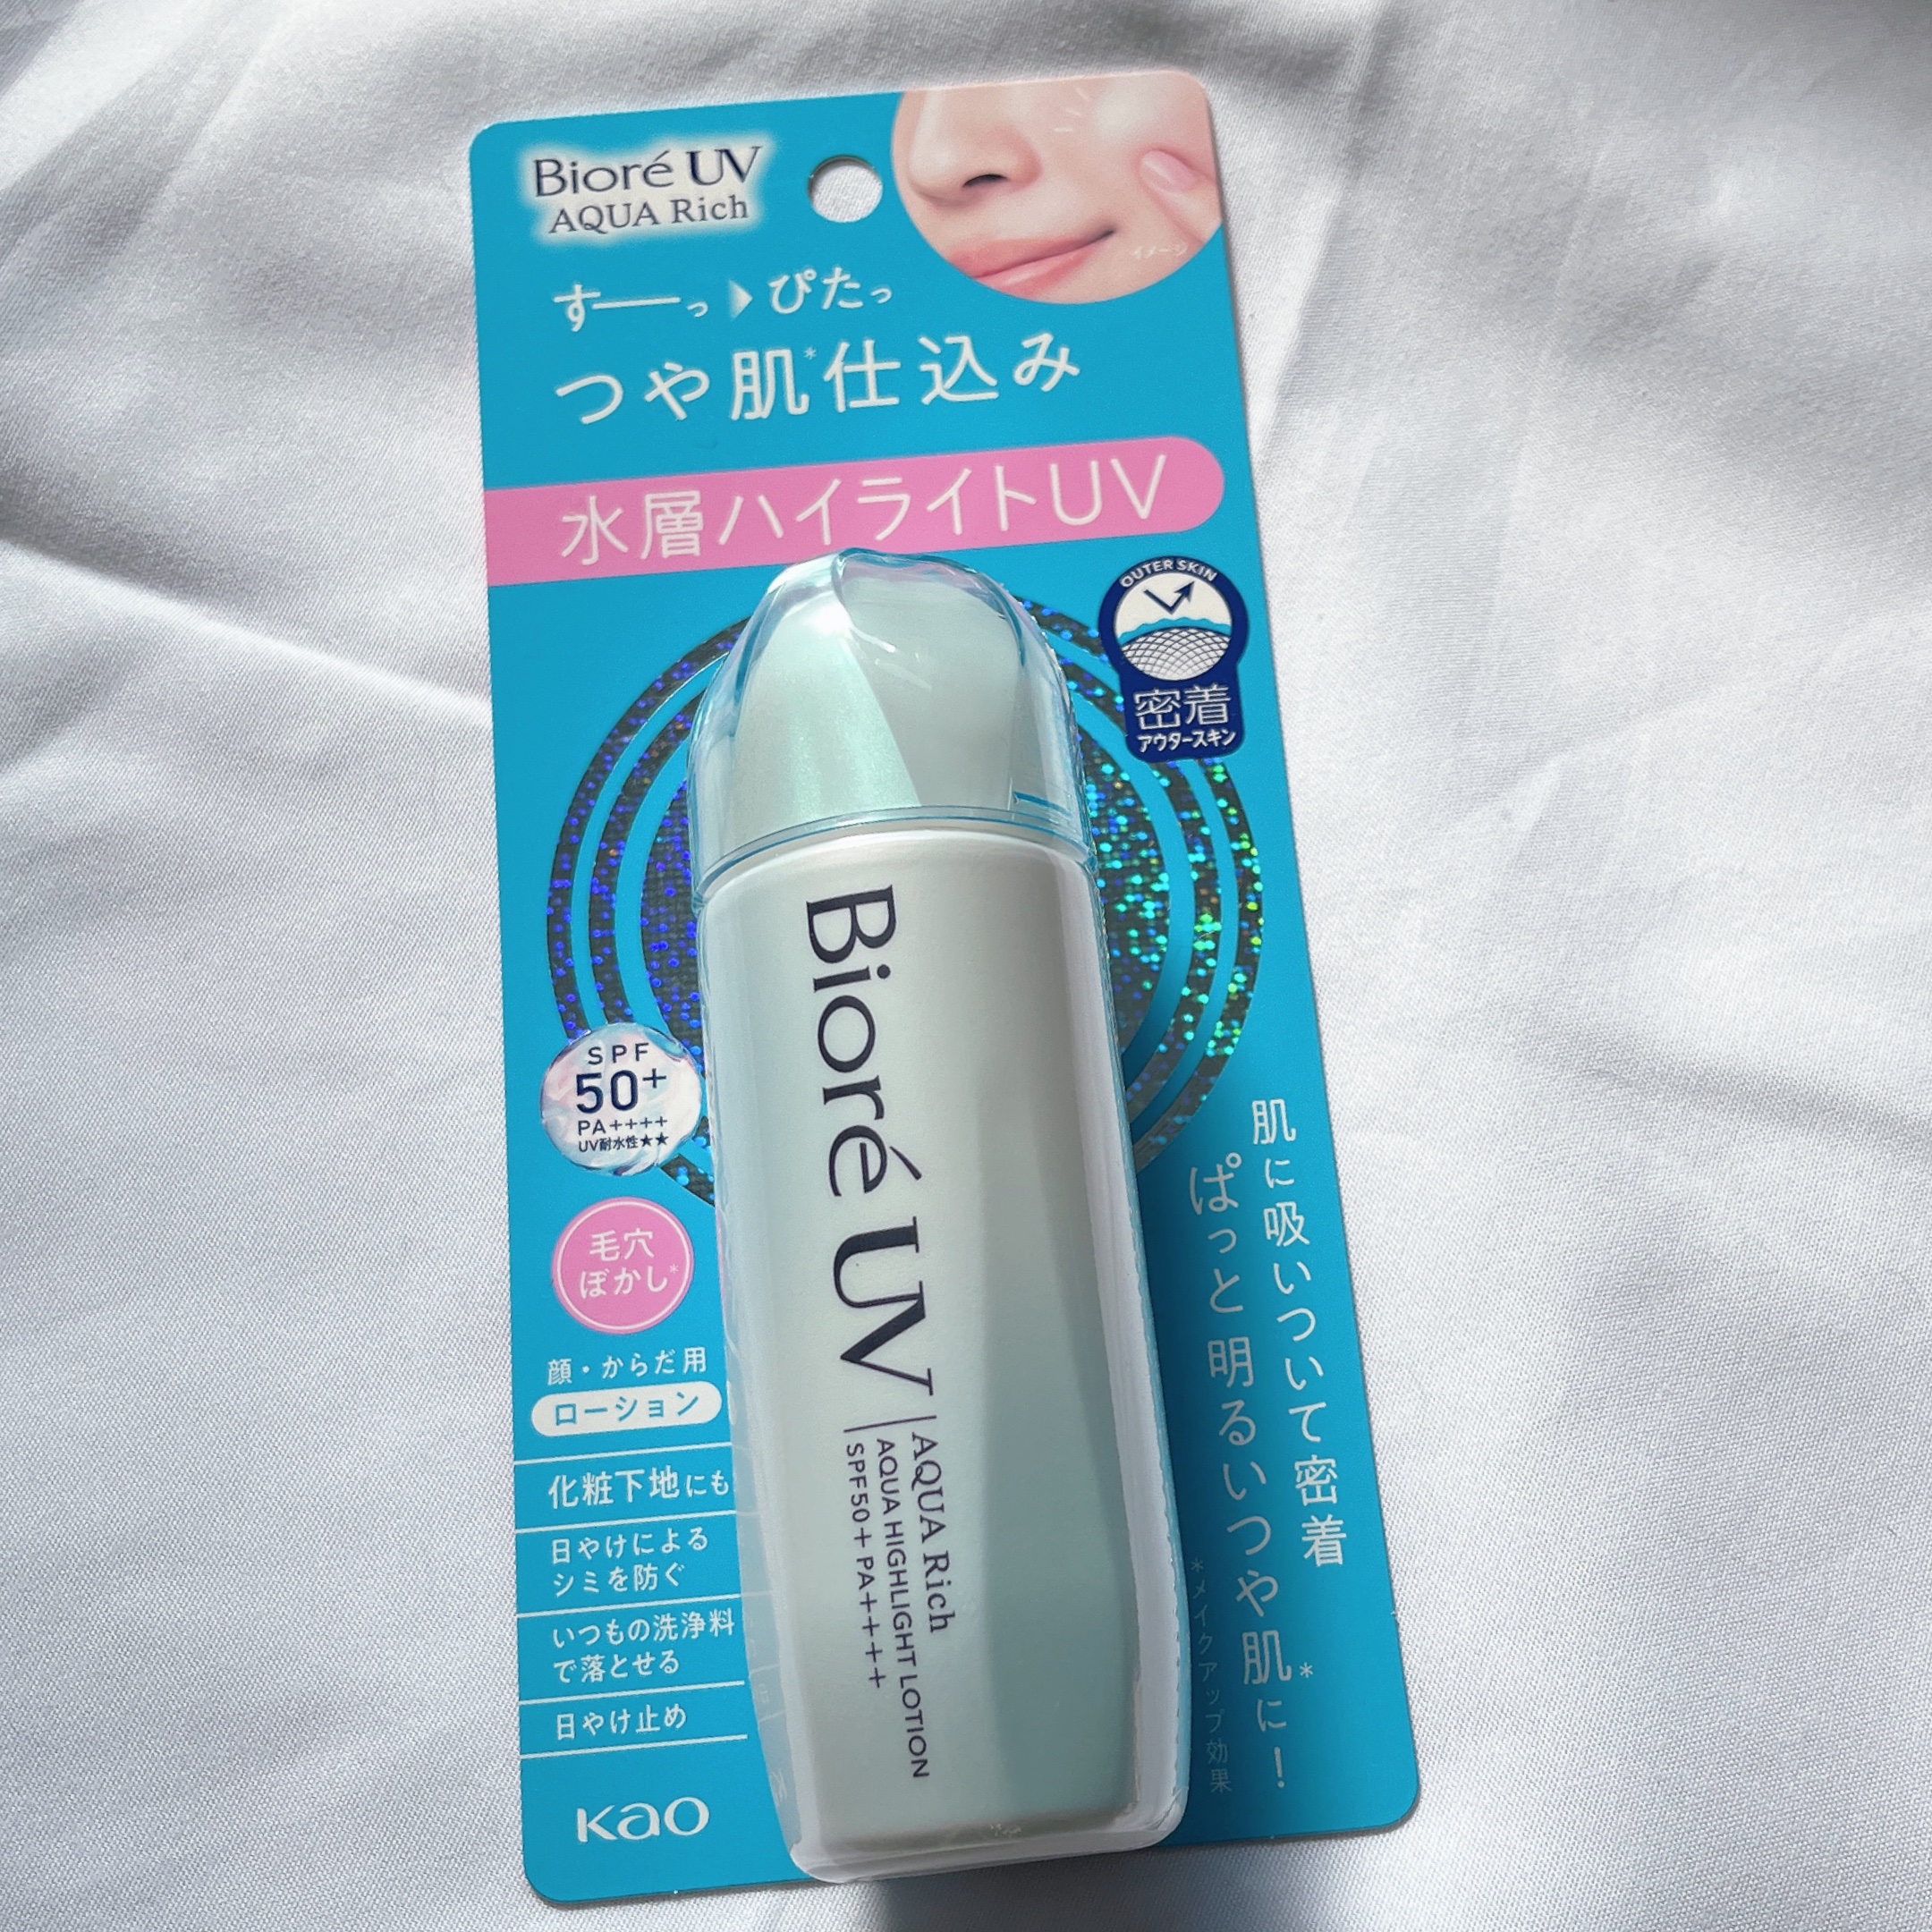 Bioré UV
AQUA Rich
イメージ
すーーっ▶ぴたっ
つや肌*仕込み
水層ハイライトUV
OUTER SKIN
密着
アウタースキン
Bioré UV
AQUA Rich
AQUA HIGHLIGHT LOTION
SPF50+ PA++++
SPF
50+
PA++++
UV耐水性★★
毛穴
ぼかし*
顔・からだ用
ローション
化粧下地にも
日やけによる
シミを防ぐ
いつもの洗浄料
で落とせる
日やけ止め
Kao
肌に吸いついて密着
ぱっと明るいつや肌*に！
*メイクアップ効果